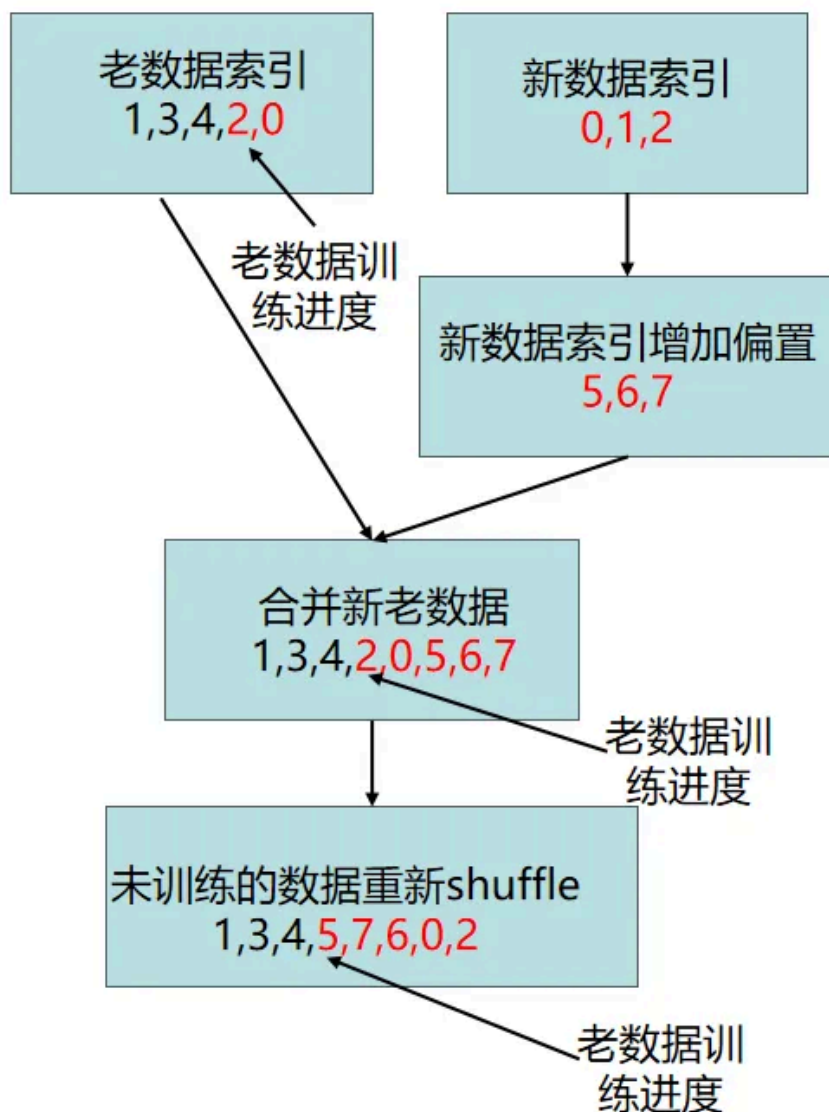 老数据索引
1,3,4,2,0
新数据索引
0,1,2
老数据训
练进度
新数据索引增加偏置
5,6,7
合并新老数据
1,3,4,2,0,5,6,7
老数据训
练进度
未训练的数据重新shuffle
1,3,4,5,7,6,0,2
老数据训
练进度